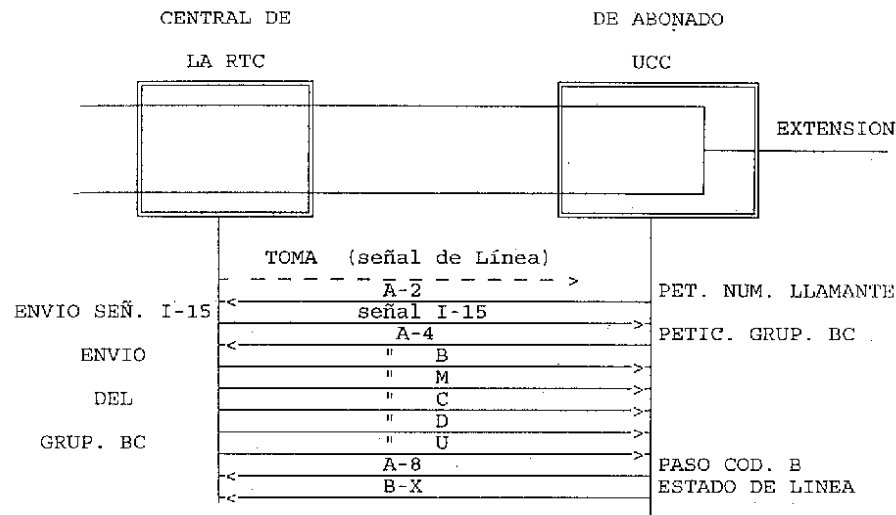 CENTRAL DE DE ABONADO
LA RTC UCC
EXTENSION
TOMA (señal de Línea)
A-2 PET. NUM. LLAMANTE
ENVIO SEÑ. I-15 señal I-15
A-4 PETIC. GRUP. BC
ENVIO " B
" M
DEL " C
" D
GRUP. BC " U
A-8 PASO COD. B
B-X ESTADO DE LINEA